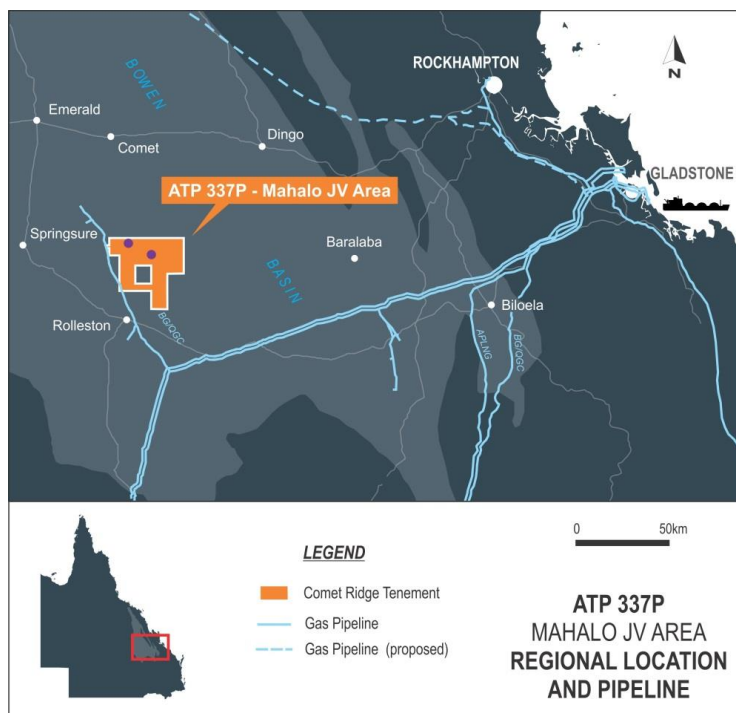 ROCKHAMPTON
N
BOWEN
Emerald
Comet
Dingo
GLADSTONE
ATP 337P - Mahalo JV Area
Springsure
Baralaba
BASIN
Rolleston
BG/QGC
Biloela
APLNG
BG/QGC
LEGEND
Comet Ridge Tenement
Gas Pipeline
Gas Pipeline (proposed)
0 50km
ATP 337P
MAHALO JV AREA
REGIONAL LOCATION
AND PIPELINE